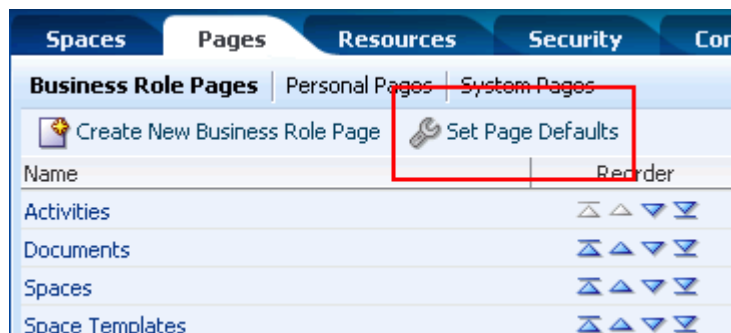 Spaces Pages Resources Security Cor
Business Role Pages Personal Pages System Pages
Create New Business Role Page Set Page Defaults
Name Reorder
Activities
Documents
Spaces
Space Templates